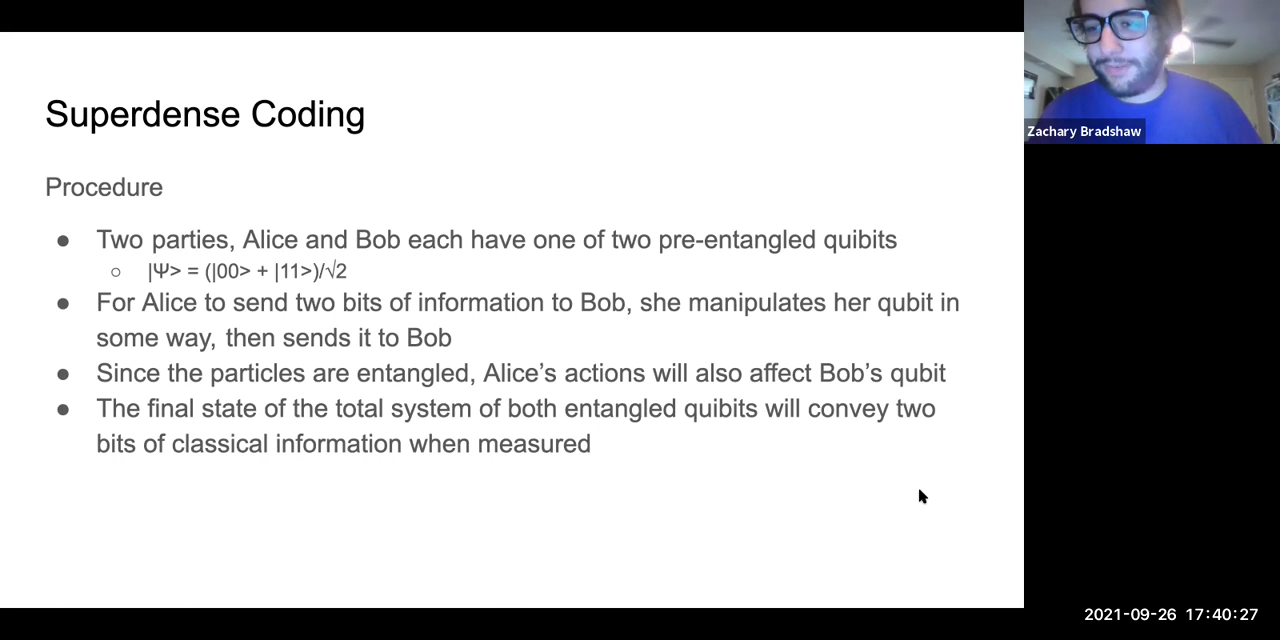 Superdense Coding
Procedure
● Two parties, Alice and Bob each have one of two pre-entangled quibits
○ |Ψ> = (|00> + |11>)/√2
● For Alice to send two bits of information to Bob, she manipulates her qubit in
some way, then sends it to Bob
● Since the particles are entangled, Alice’s actions will also affect Bob’s qubit
● The final state of the total system of both entangled quibits will convey two
bits of classical information when measured
Zachary Bradshaw
2021-09-26 17:40:27